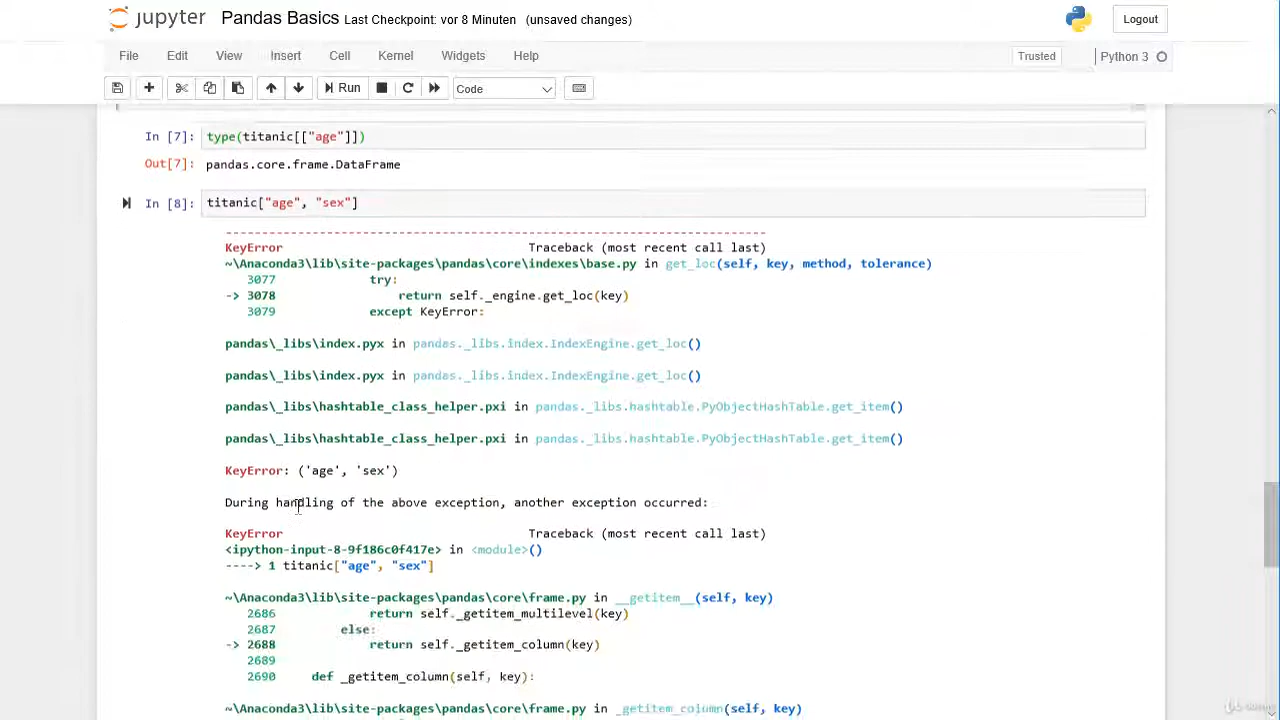 jupyter Pandas Basics Last Checkpoint: vor 8 Minuten (unsaved changes) Logout
File Edit View Insert Cell Kernel Widgets Help Trusted Python 3
Run Code
In [7]: type(titanic[["age"]])
Out[7]: pandas.core.frame.DataFrame
In [8]: titanic["age", "sex"]
---------------------------------------------------------------------------
KeyError Traceback (most recent call last)
~\Anaconda3\lib\site-packages\pandas\core\indexes\base.py in get_loc(self, key, method, tolerance)
3077 try:
-> 3078 return self._engine.get_loc(key)
3079 except KeyError:
pandas\_libs\index.pyx in pandas._libs.index.IndexEngine.get_loc()
pandas\_libs\index.pyx in pandas._libs.index.IndexEngine.get_loc()
pandas\_libs\hashtable_class_helper.pxi in pandas._libs.hashtable.PyObjectHashTable.get_item()
pandas\_libs\hashtable_class_helper.pxi in pandas._libs.hashtable.PyObjectHashTable.get_item()
KeyError: ('age', 'sex')
During handling of the above exception, another exception occurred:
KeyError Traceback (most recent call last)
<ipython-input-8-9f186c0f417e> in <module>()
----> 1 titanic["age", "sex"]
~\Anaconda3\lib\site-packages\pandas\core\frame.py in __getitem__(self, key)
2686 return self._getitem_multilevel(key)
2687 else:
-> 2688 return self._getitem_column(key)
2689
2690 def _getitem_column(self, key):
~\Anaconda3\lib\site-packages\pandas\core\frame.py in _getitem_column(self, key)